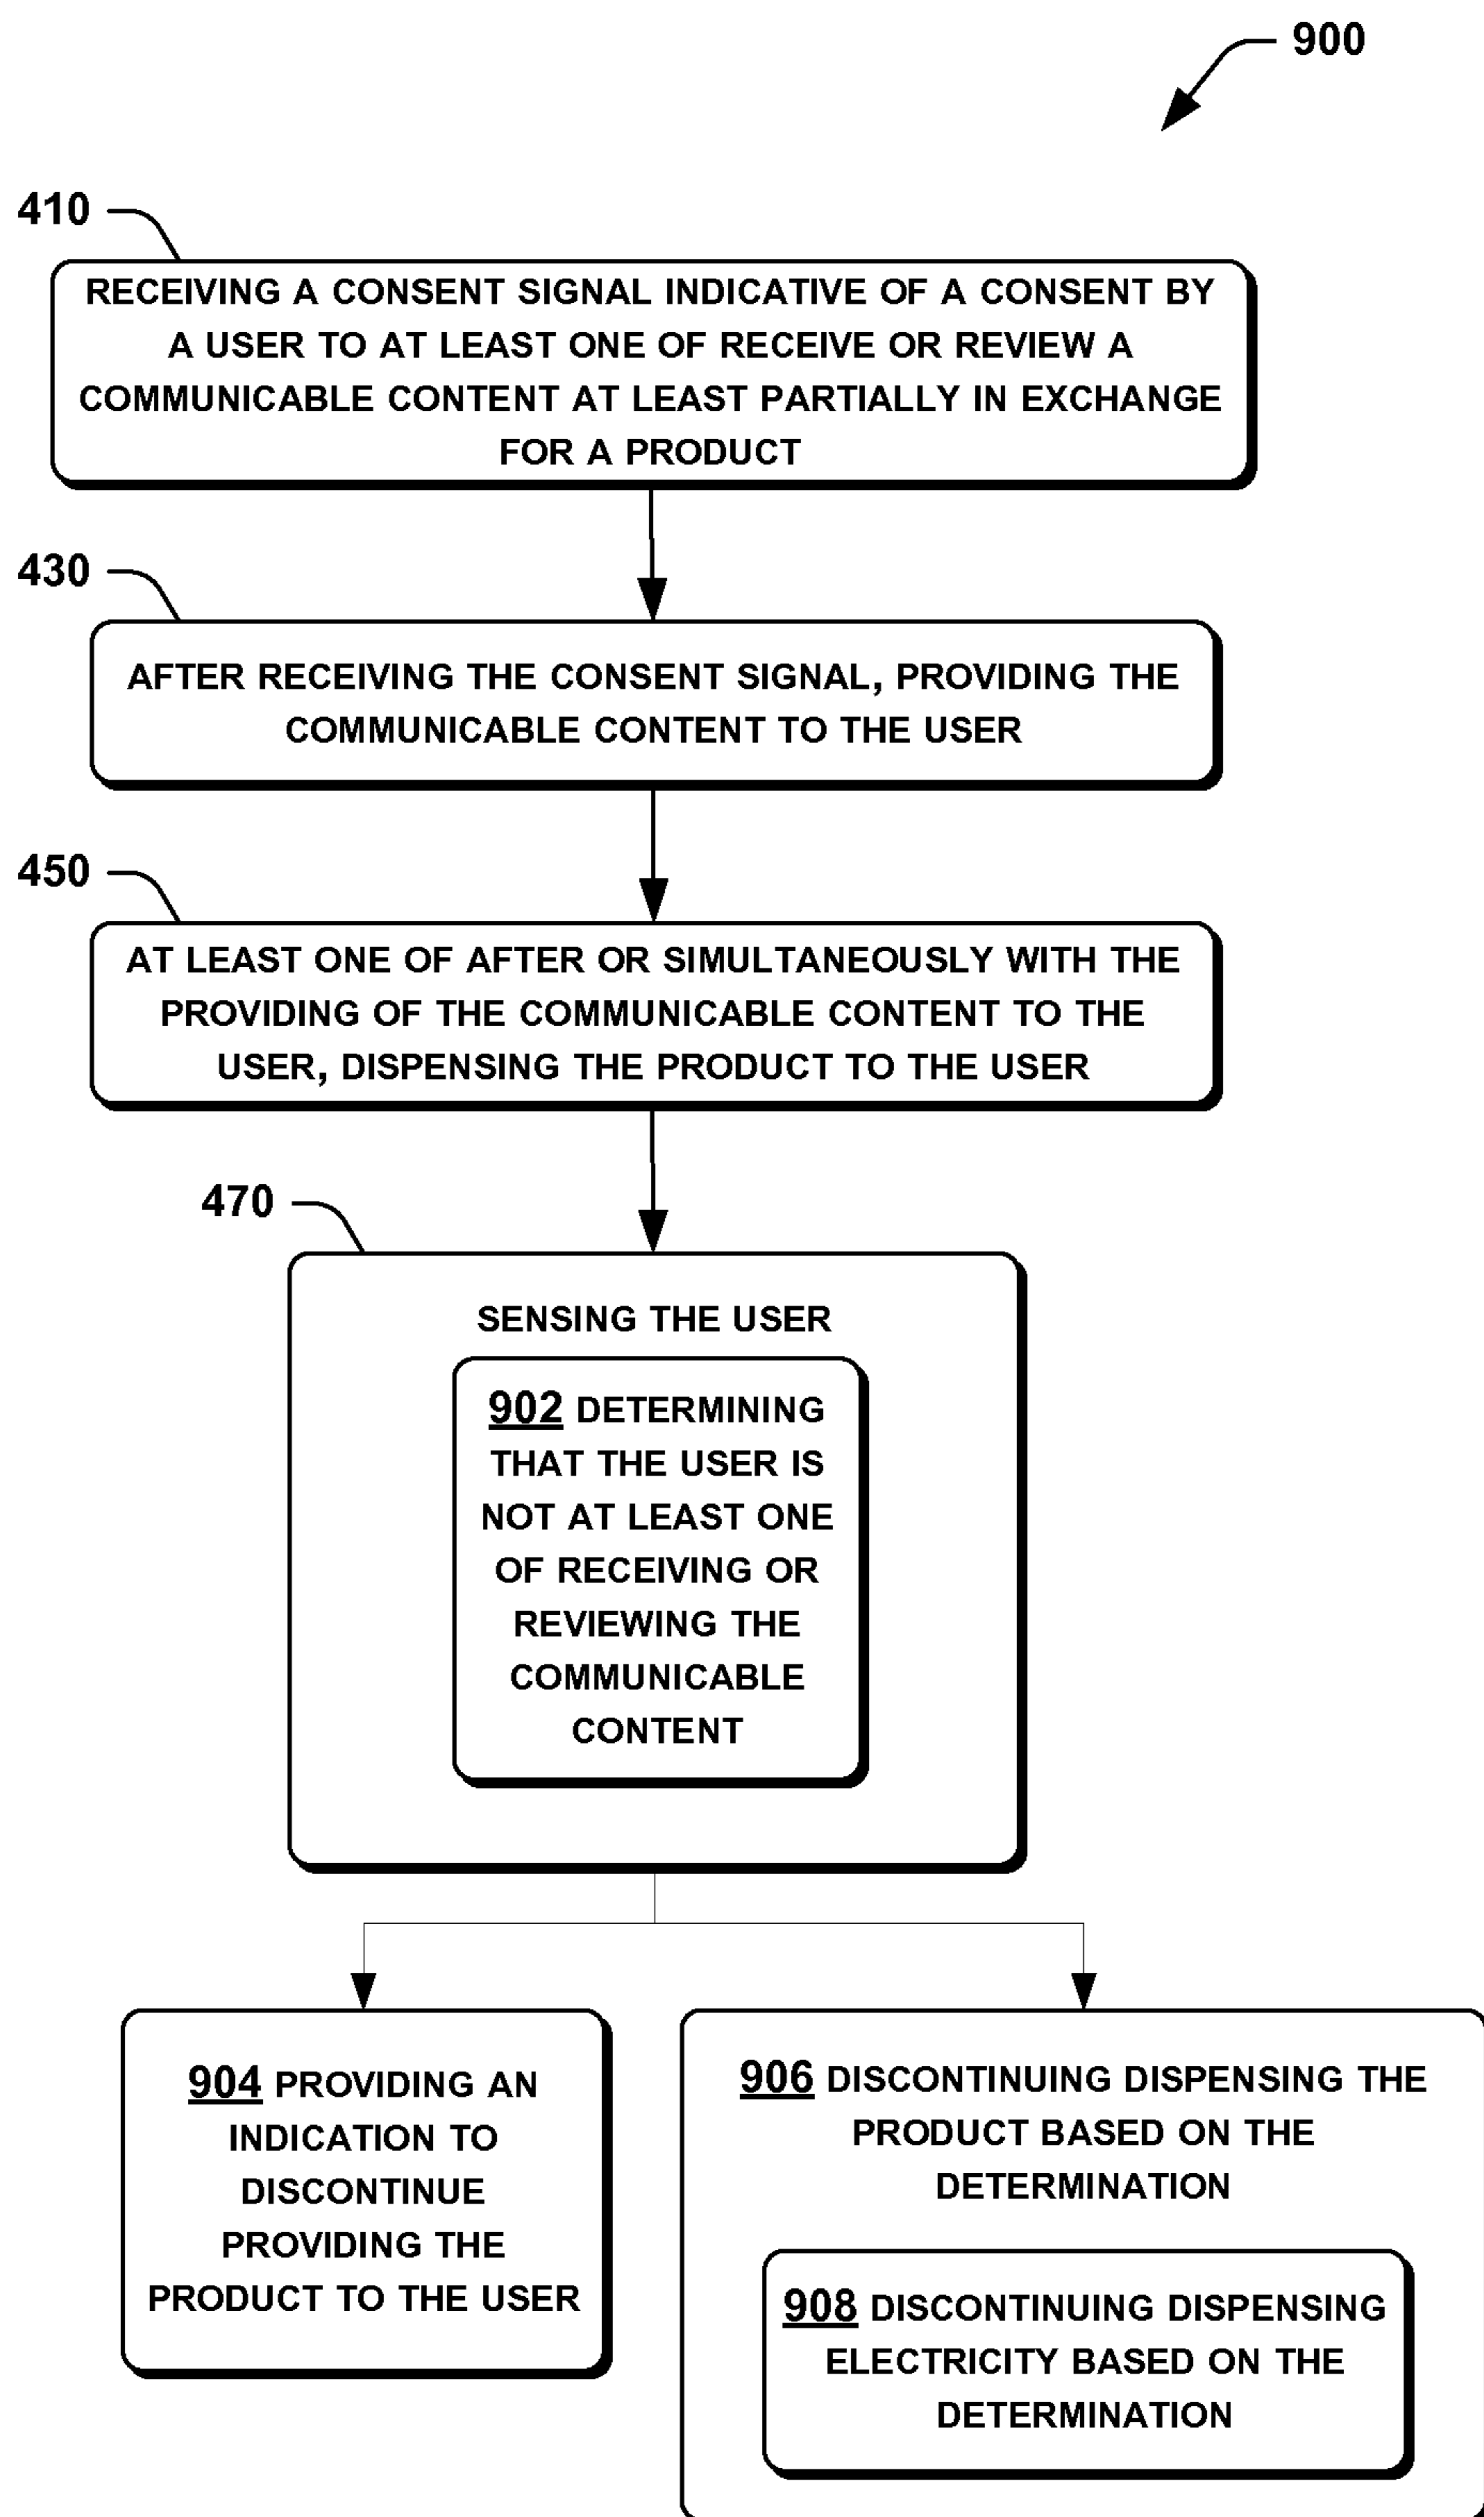 900
410
RECEIVING A CONSENT SIGNAL INDICATIVE OF A CONSENT BY
A USER TO AT LEAST ONE OF RECEIVE OR REVIEW A
COMMUNICABLE CONTENT AT LEAST PARTIALLY IN EXCHANGE
FOR A PRODUCT
430
AFTER RECEIVING THE CONSENT SIGNAL, PROVIDING THE
COMMUNICABLE CONTENT TO THE USER
450
AT LEAST ONE OF AFTER OR SIMULTANEOUSLY WITH THE
PROVIDING OF THE COMMUNICABLE CONTENT TO THE
USER, DISPENSING THE PRODUCT TO THE USER
470
SENSING THE USER
902 DETERMINING
THAT THE USER IS
NOT AT LEAST ONE
OF RECEIVING OR
REVIEWING THE
COMMUNICABLE
CONTENT
904 PROVIDING AN
INDICATION TO
DISCONTINUE
PROVIDING THE
PRODUCT TO THE USER
906 DISCONTINUING DISPENSING THE
PRODUCT BASED ON THE
DETERMINATION
908 DISCONTINUING DISPENSING
ELECTRICITY BASED ON THE
DETERMINATION